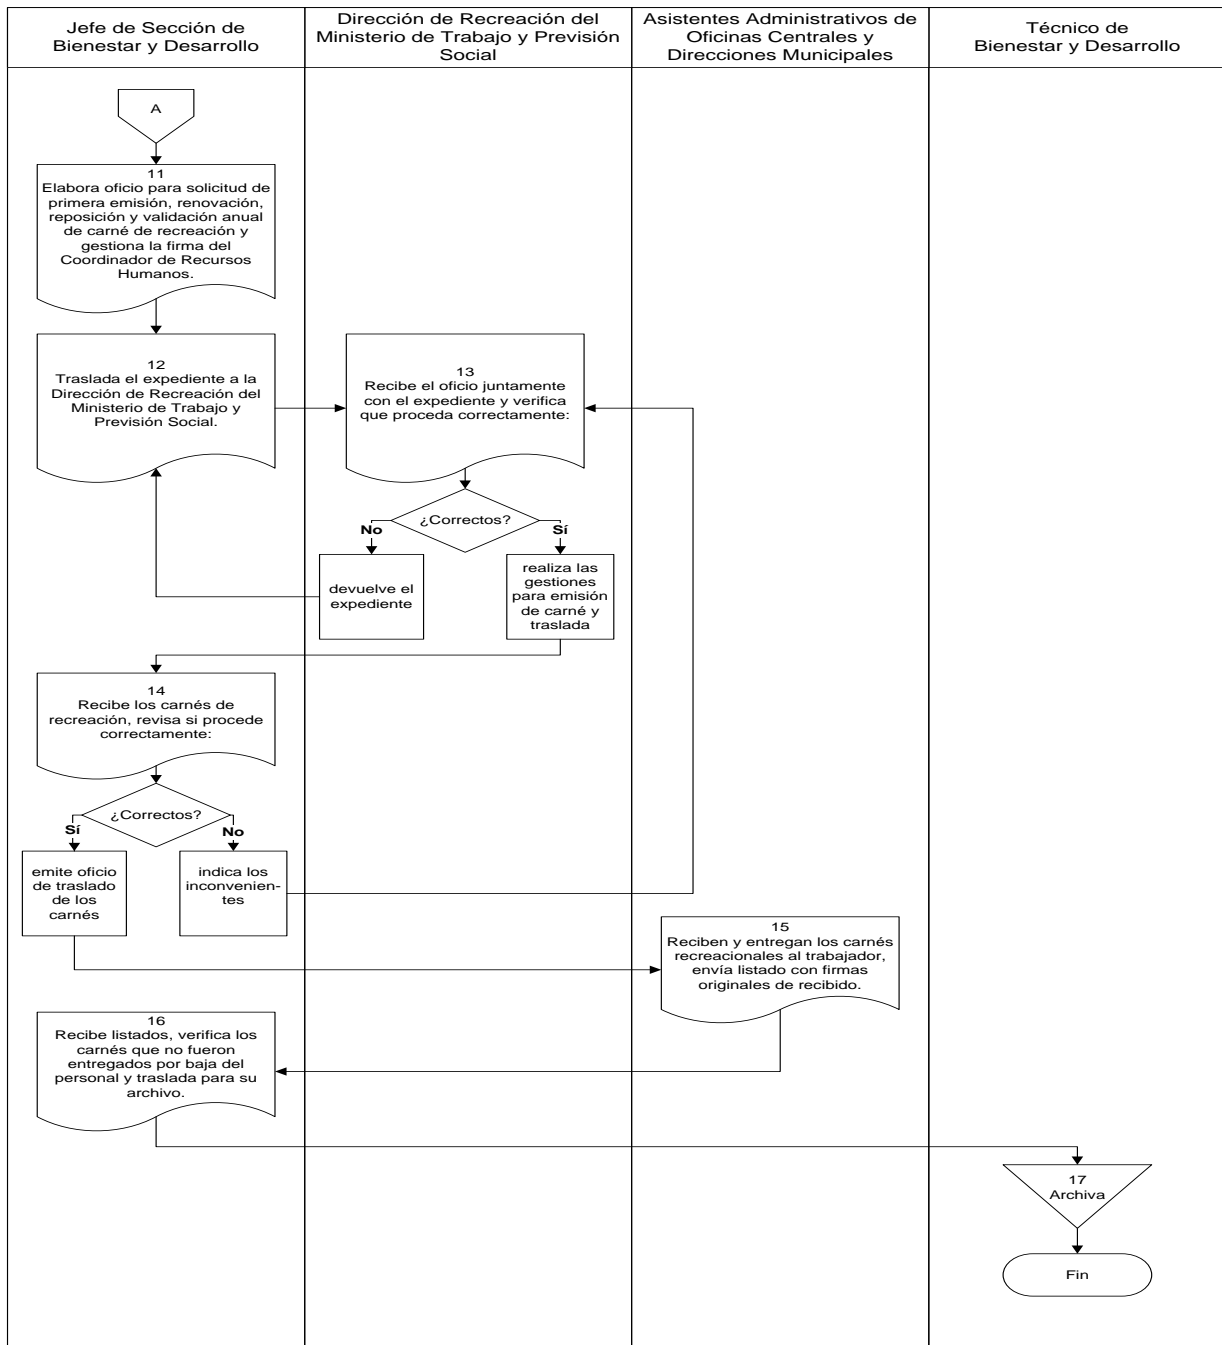 Jefe de Sección de
Bienestar y Desarrollo
Dirección de Recreación del
Ministerio de Trabajo y Previsión
Social
Asistentes Administrativos de
Oficinas Centrales y
Direcciones Municipales
Técnico de
Bienestar y Desarrollo
A
11
Elabora oficio para solicitud de
primera emisión, renovación,
reposición y validación anual
de carné de recreación y
gestiona la firma del
Coordinador de Recursos
Humanos.
12
Traslada el expediente a la
Dirección de Recreación del
Ministerio de Trabajo y
Previsión Social.
13
Recibe el oficio juntamente
con el expediente y verifica
que proceda correctamente:
¿Correctos?
No
Sí
devuelve el
expediente
realiza las
gestiones
para emisión
de carné y
traslada
14
Recibe los carnés de
recreación, revisa si procede
correctamente:
¿Correctos?
Sí
No
emite oficio
de traslado
de los
carnés
indica los
inconvenien-
tes
15
Reciben y entregan los carnés
recreacionales al trabajador,
envía listado con firmas
originales de recibido.
16
Recibe listados, verifica los
carnés que no fueron
entregados por baja del
personal y traslada para su
archivo.
17
Archiva
Fin